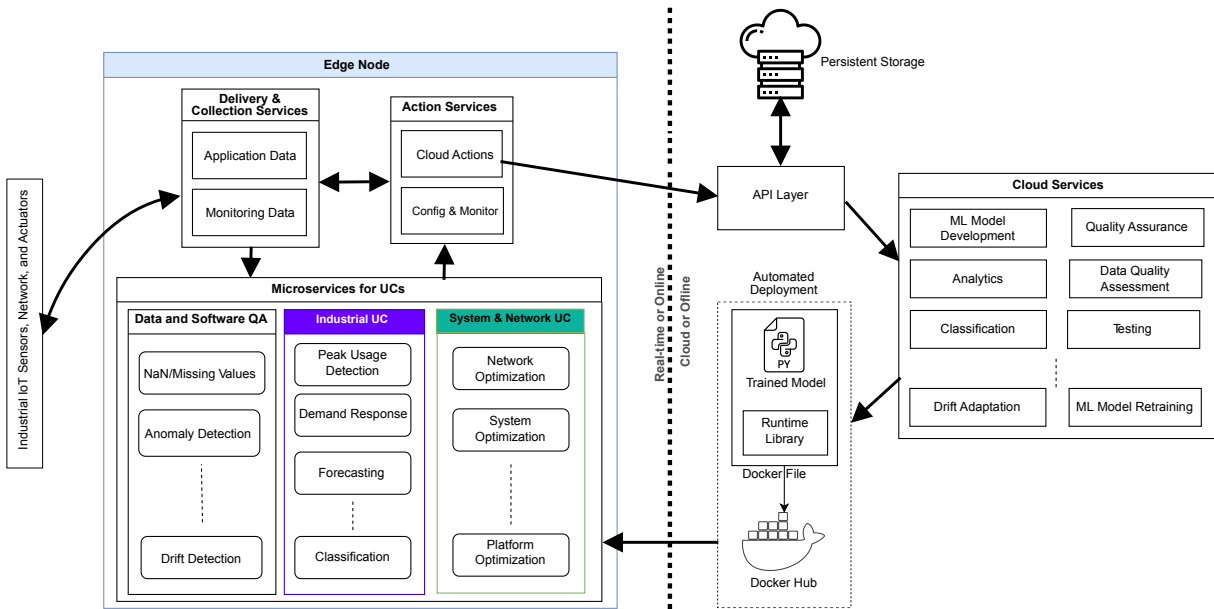 Industrial IoT Sensors, Network, and Actuators
Edge Node
Delivery &
Collection Services
Application Data
Monitoring Data
Action Services
Cloud Actions
Config & Monitor
Microservices for UCs
Data and Software QA
NaN/Missing Values
Anomaly Detection
Drift Detection
Industrial UC
Peak Usage
Detection
Demand Response
Forecasting
Classification
System & Network UC
Network
Optimization
System
Optimization
Platform
Optimization
Real-time or Online
Cloud or Ofline
Persistent Storage
API Layer
Automated
Deployment
PY
Trained Model
Runtime
Library
Docker File
Docker Hub
Cloud Services
ML Model
Development
Quality Assurance
Analytics
Data Quality
Assessment
Classification
Testing
Drift Adaptation
ML Model Retraining